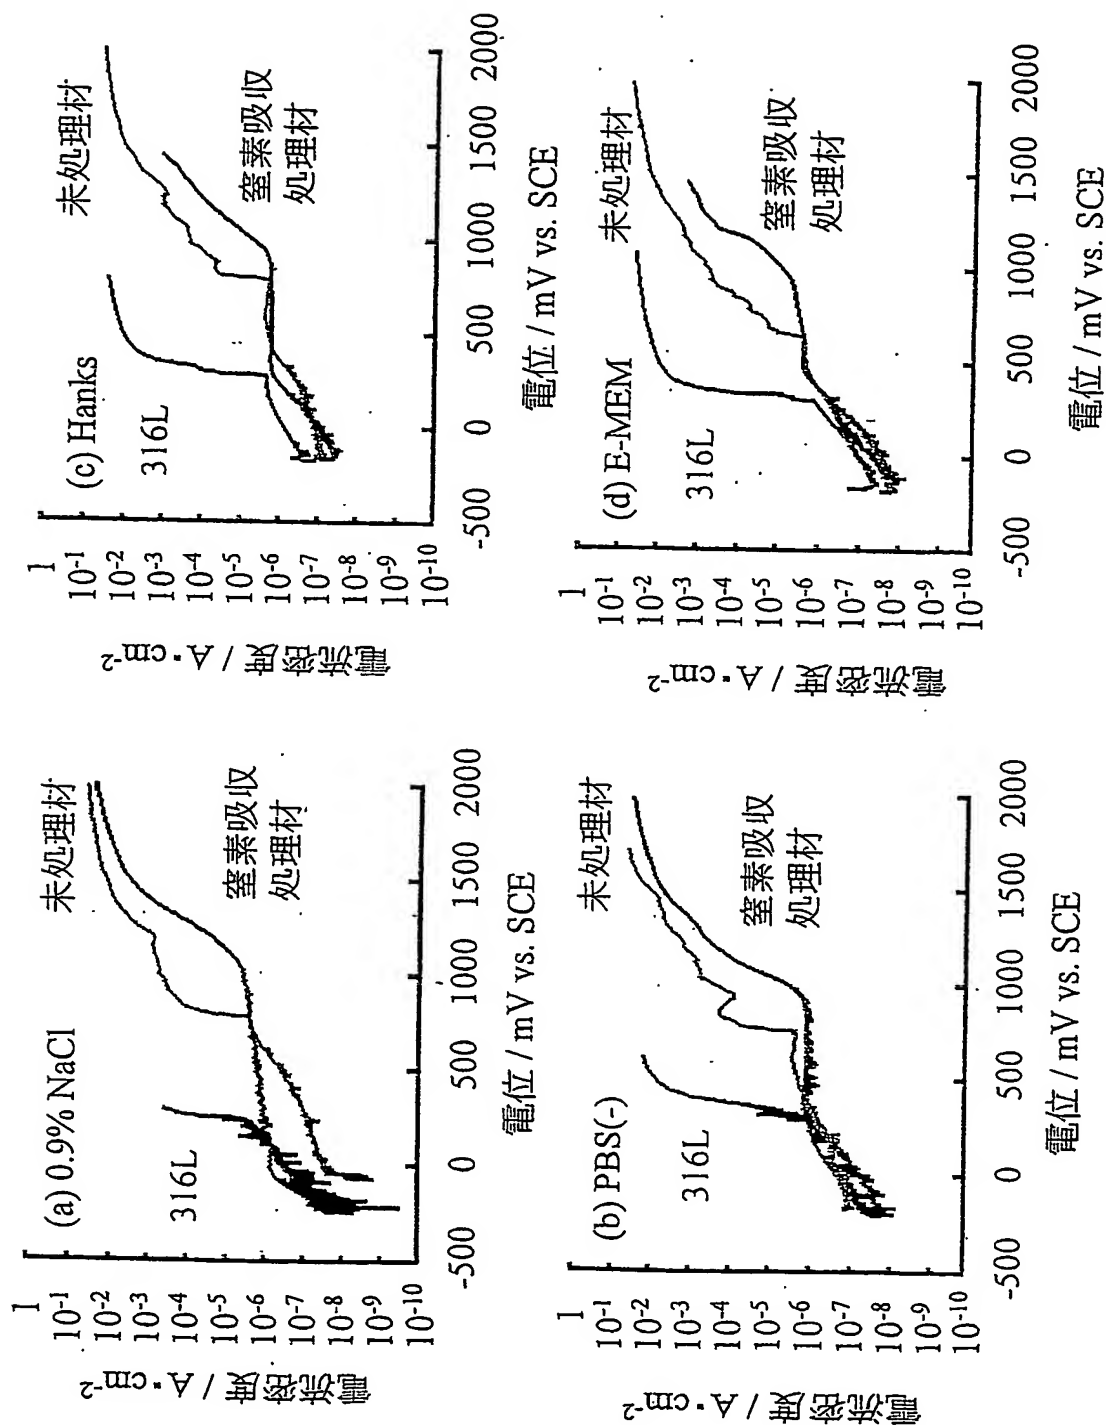 (a) 0.9% NaCl
電流密度 / A·cm⁻²
1
10⁻¹
10⁻²
10⁻³
10⁻⁴
10⁻⁵
10⁻⁶
10⁻⁷
10⁻⁸
10⁻⁹
10⁻¹⁰
316L
未処理材
窒素吸収
処理材
-500 0 500 1000 1500 2000
電位 / mV vs. SCE
(c) Hanks
電流密度 / A·cm⁻²
1
10⁻¹
10⁻²
10⁻³
10⁻⁴
10⁻⁵
10⁻⁶
10⁻⁷
10⁻⁸
10⁻⁹
10⁻¹⁰
316L
未処理材
窒素吸収
処理材
-500 0 500 1000 1500 2000
電位 / mV vs. SCE
(b) PBS(-)
電流密度 / A·cm⁻²
1
10⁻¹
10⁻²
10⁻³
10⁻⁴
10⁻⁵
10⁻⁶
10⁻⁷
10⁻⁸
10⁻⁹
10⁻¹⁰
316L
未処理材
窒素吸収
処理材
-500 0 500 1000 1500 2000
電位 / mV vs. SCE
(d) E-MEM
電流密度 / A·cm⁻²
1
10⁻¹
10⁻²
10⁻³
10⁻⁴
10⁻⁵
10⁻⁶
10⁻⁷
10⁻⁸
10⁻⁹
10⁻¹⁰
316L
未処理材
窒素吸収
処理材
-500 0 500 1000 1500 2000
電位 / mV vs. SCE